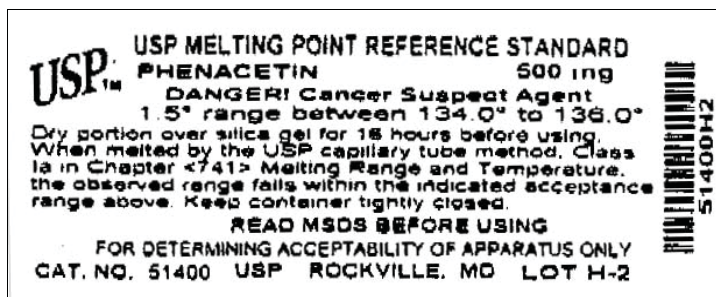 USP™
USP MELTING POINT REFERENCE STANDARD
PHENACETIN 500 mg
DANGER! Cancer Suspect Agent
1.5° range between 134.0° to 136.0°
Dry portion over silica gel for 16 hours before using.
When melted by the USP capillary tube method, Class
Ia in Chapter <741> Melting Range and Temperature,
the observed range falls within the indicated acceptance
range above. Keep container tightly closed.
READ MSDS BEFORE USING
FOR DETERMINING ACCEPTABILITY OF APPARATUS ONLY
CAT. NO. 51400 USP ROCKVILLE, MD LOT H-2
51400H2